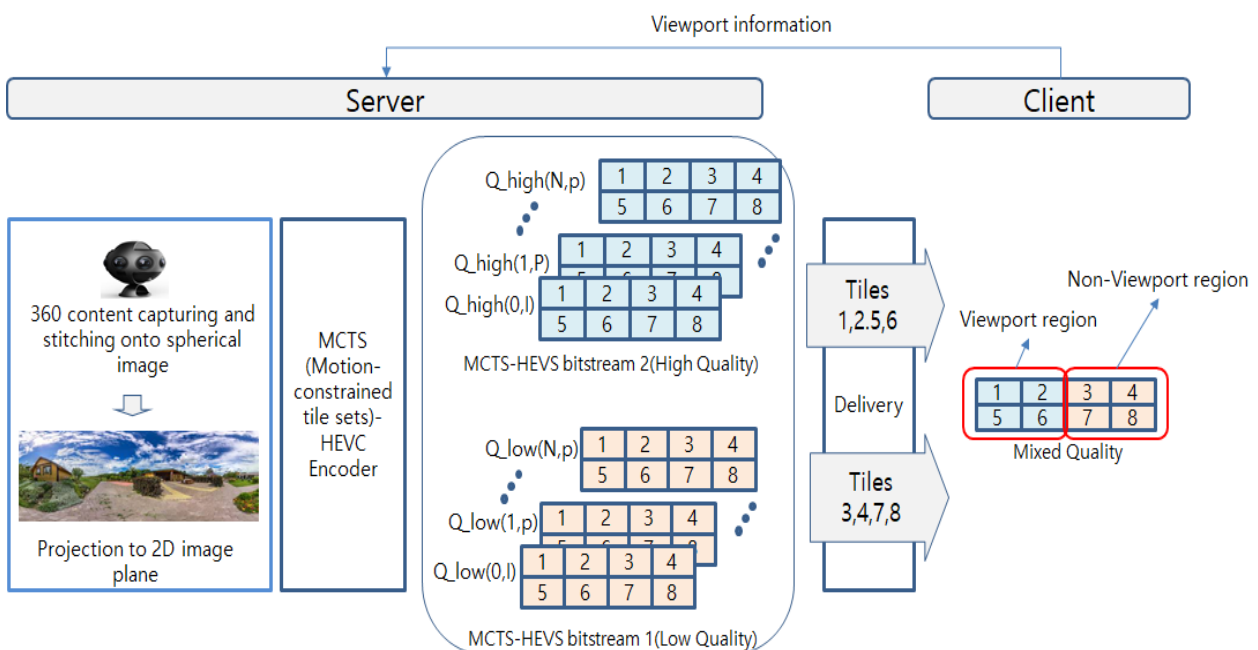 Viewport information
Server
Client
360 content capturing and
stitching onto spherical
image
Projection to 2D image
plane
MCTS
(Motion-
constrained
tile sets)-
HEVC
Encoder
Q_high(N,p)
1 2 3 4
5 6 7 8
Q_high(1,P)
1 2 3 4
Q_high(0,I)
1 2 3 4
5 6 7 8
MCTS-HEVS bitstream 2(High Quality)
Q_low(N,p)
1 2 3 4
5 6 7 8
Q_low(1,p)
1 2 3 4
Q_low(0,I)
1 2 3 4
5 6 7 8
MCTS-HEVS bitstream 1(Low Quality)
Tiles
1,2.5,6
Delivery
Tiles
3,4,7,8
Non-Viewport region
Viewport region
1 2 3 4
5 6 7 8
Mixed Quality